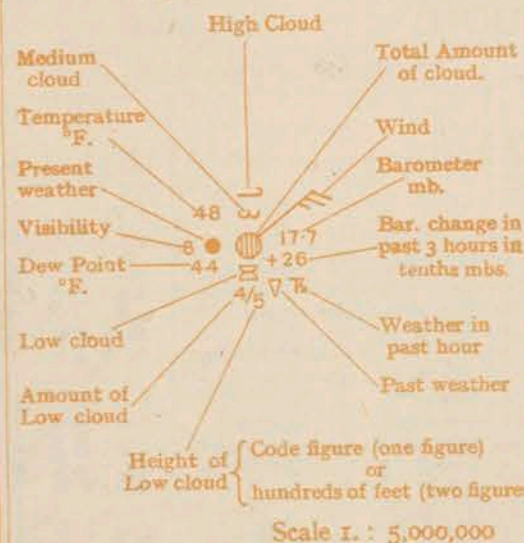 High Cloud
Medium
cloud
Total Amount
of cloud.
Temperature
°F.
Wind
Present
weather
Barometer
mb.
48
Visibility
8
17·7
Bar. change in
past 3 hours in
tenths mbs.
Dew Point
°F.
44
+26
4/5
Low cloud
Weather in
past hour
Amount of
Low cloud
Past weather
Height of
Low cloud
Code figure (one figure)
or
hundreds of feet (two figure
Scale 1. : 5,000,000